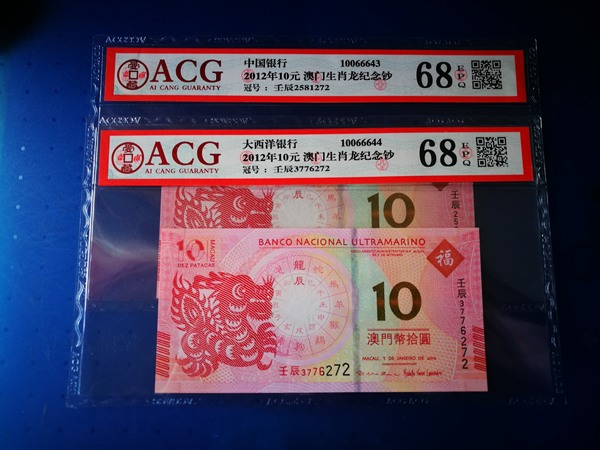 ACG
AI CANG GUARANTY
中国银行 10066643
2012年10元 澳门生肖龙纪念钞
冠号：壬辰2581272
68 EPQ
ACG
AI CANG GUARANTY
大西洋银行 10066644
2012年10元 澳门生肖龙纪念钞
冠号：壬辰3776272
68 EPQ
辰
10
BANCO NACIONAL ULTRAMARINO
10 MACAU
DEZ PATACAS
龍
辰
福
10
澳門幣拾圓
壬辰3776272
壬辰3776272